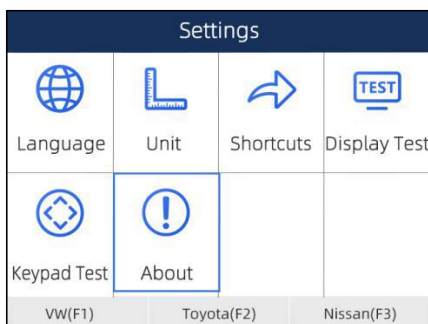 Settings
TEST
Language Unit Shortcuts Display Test
Keypad Test About
VW(F1) Toyota(F2) Nissan(F3)